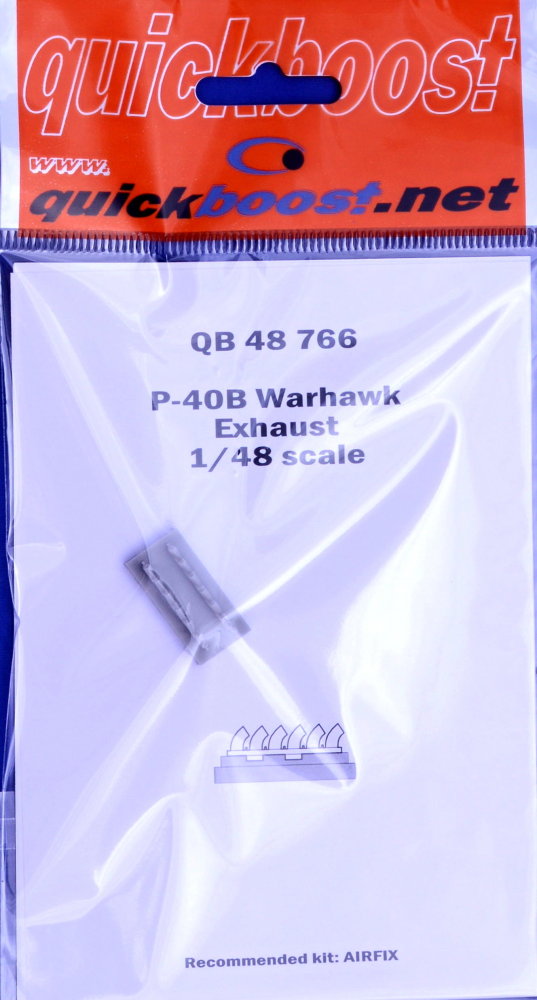 quickboost
www.
quickboost.net
QB 48 766
P-40B Warhawk
Exhaust
1/48 scale
Recommended kit: AIRFIX